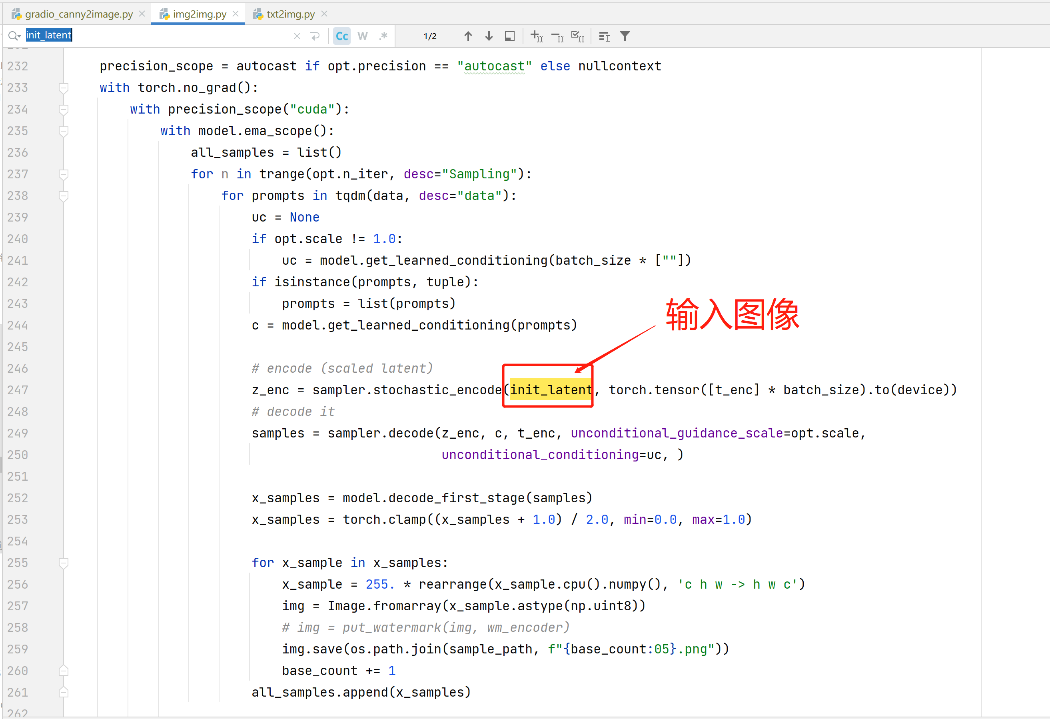 gradio_canny2image.py × img2img.py × txt2img.py ×
init_latent × Cc W .* 1/2
232 precision_scope = autocast if opt.precision == "autocast" else nullcontext
233 with torch.no_grad():
234 with precision_scope("cuda"):
235 with model.ema_scope():
236 all_samples = list()
237 for n in trange(opt.n_iter, desc="Sampling"):
238 for prompts in tqdm(data, desc="data"):
239 uc = None
240 if opt.scale != 1.0:
241 uc = model.get_learned_conditioning(batch_size * [""])
242 if isinstance(prompts, tuple):
243 prompts = list(prompts)
输入图像
244 c = model.get_learned_conditioning(prompts)
245
246 # encode (scaled latent)
247 z_enc = sampler.stochastic_encode(init_latent, torch.tensor([t_enc] * batch_size).to(device))
248 # decode it
249 samples = sampler.decode(z_enc, c, t_enc, unconditional_guidance_scale=opt.scale,
250 unconditional_conditioning=uc, )
251
252 x_samples = model.decode_first_stage(samples)
253 x_samples = torch.clamp((x_samples + 1.0) / 2.0, min=0.0, max=1.0)
254
255 for x_sample in x_samples:
256 x_sample = 255. * rearrange(x_sample.cpu().numpy(), 'c h w -> h w c')
257 img = Image.fromarray(x_sample.astype(np.uint8))
258 # img = put_watermark(img, wm_encoder)
259 img.save(os.path.join(sample_path, f"{base_count:05}.png"))
260 base_count += 1
261 all_samples.append(x_samples)
262